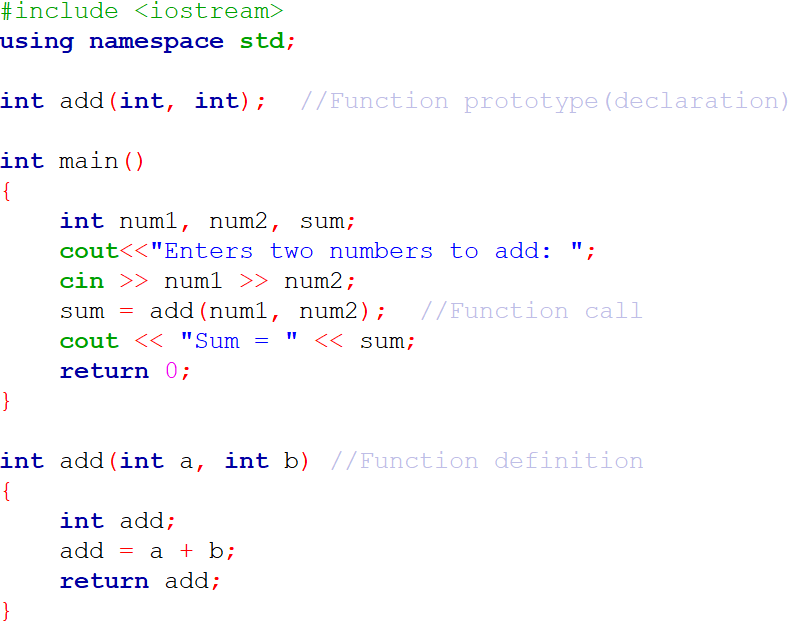 #include <iostream>
using namespace std;
int add(int, int);  //Function prototype(declaration)
int main()
{
    int num1, num2, sum;
    cout<<"Enters two numbers to add: ";
    cin >> num1 >> num2;
    sum = add(num1, num2);  //Function call
    cout << "Sum = " << sum;
    return 0;
}
int add(int a, int b) //Function definition
{
    int add;
    add = a + b;
    return add;
}